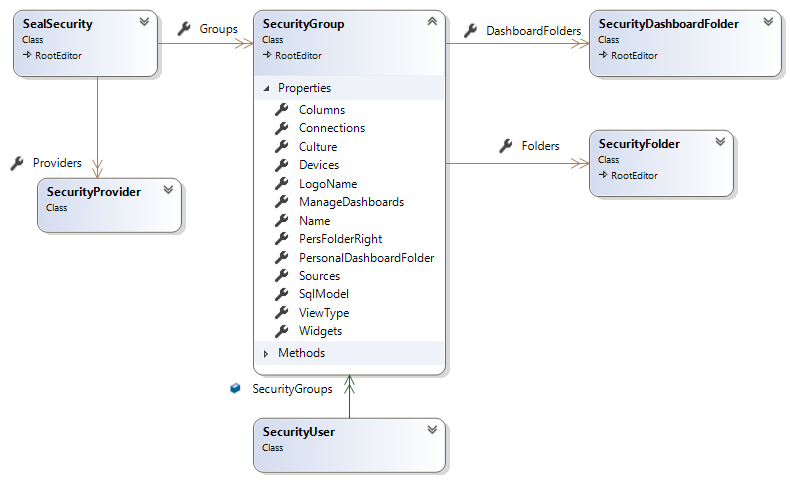 SealSecurity
Class
RootEditor
Groups
SecurityGroup
Class
RootEditor
Properties
Columns
Connections
Culture
Devices
LogoName
ManageDashboards
Name
PersFolderRight
PersonalDashboardFolder
Sources
SqlModel
ViewType
Widgets
Methods
DashboardFolders
SecurityDashboardFolder
Class
RootEditor
Folders
SecurityFolder
Class
RootEditor
Providers
SecurityProvider
Class
SecurityGroups
SecurityUser
Class